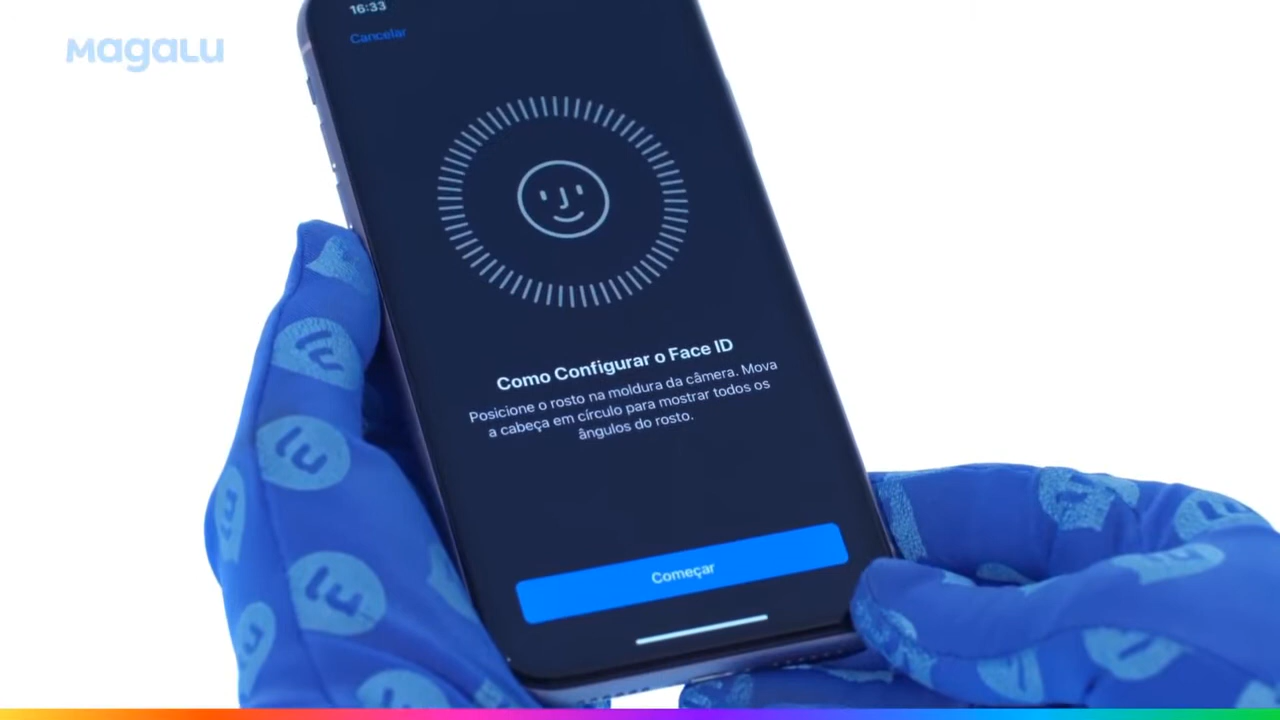 16:33
Magalu
Cancelar
Como Configurar o Face ID
Posicione o rosto na moldura da câmera. Mova
a cabeça em círculo para mostrar todos os
ângulos do rosto.
Começar